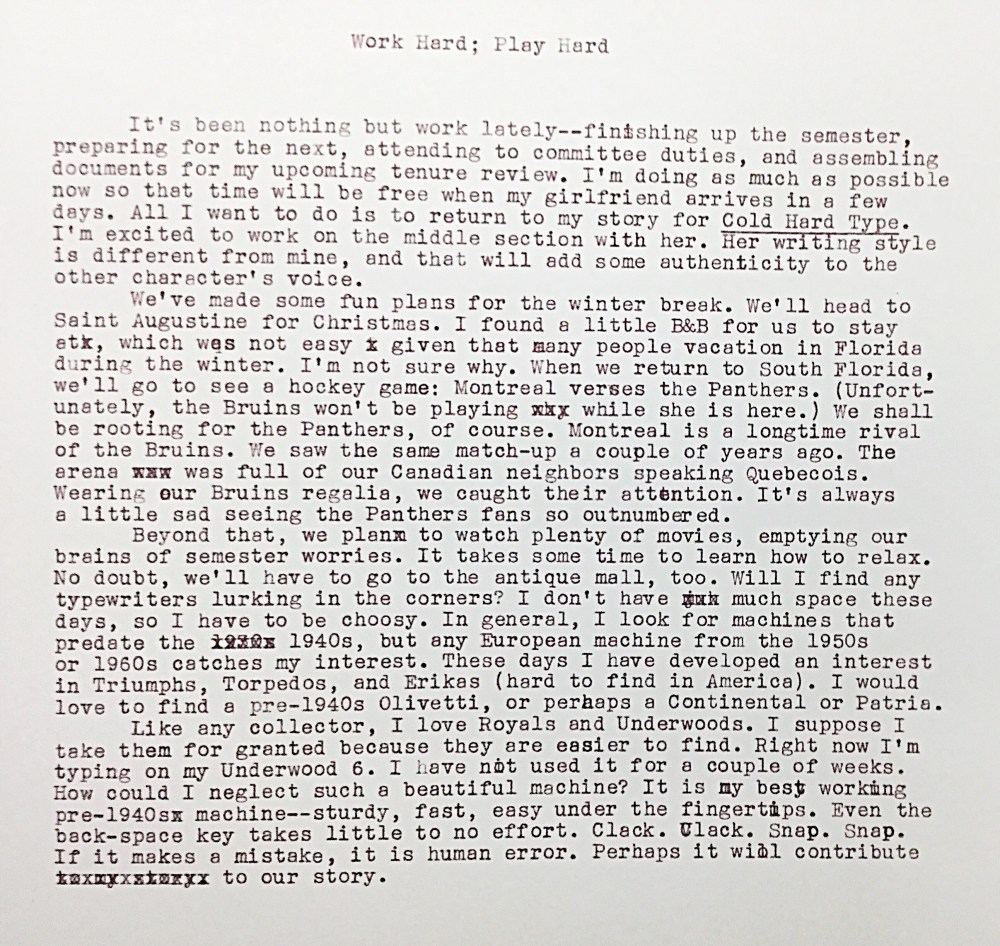 Work Hard; Play Hard
It's been nothing but work lately--finishing up the semester,
preparing for the next, attending to committee duties, and assembling
documents for my upcoming tenure review. I'm doing as much as possible
now so that time will be free when my girlfriend arrives in a few
days. All I want to do is to return to my story for Cold Hard Type.
I'm excited to work on the middle section with her. Her writing style
is different from mine, and that will add some authenticity to the
other character's voice.
We've made some fun plans for the winter break. We'll head to
Saint Augustine for Christmas. I found a little B&B for us to stay
at, which was not easy x given that many people vacation in Florida
during the winter. I'm not sure why. When we return to South Florida,
we'll go to see a hockey game: Montreal verses the Panthers. (Unfort-
unately, the Bruins won't be playing xxx while she is here.) We shall
be rooting for the Panthers, of course. Montreal is a longtime rival
of the Bruins. We saw the same match-up a couple of years ago. The
arena xxx was full of our Canadian neighbors speaking Quebecois.
Wearing our Bruins regalia, we caught their attention. It's always
a little sad seeing the Panthers fans so outnumbered.
Beyond that, we plan to watch plenty of movies, emptying our
brains of semester worries. It takes some time to learn how to relax.
No doubt, we'll have to go to the antique mall, too. Will I find any
typewriters lurking in the corners? I don't have much space these
days, so I have to be choosy. In general, I look for machines that
predate the 1940s, but any European machine from the 1950s
or 1960s catches my interest. These days I have developed an interest
in Triumphs, Torpedos, and Erikas (hard to find in America). I would
love to find a pre-1940s Olivetti, or perhaps a Continental or Patria.
Like any collector, I love Royals and Underwoods. I suppose I
take them for granted because they are easier to find. Right now I'm
typing on my Underwood 6. I have not used it for a couple of weeks.
How could I neglect such a beautiful machine? It is my best working
pre-1940sx machine--sturdy, fast, easy under the fingertips. Even the
back-space key takes little to no effort. Clack. Clack. Snap. Snap.
If it makes a mistake, it is human error. Perhaps it will contribute
to our story.